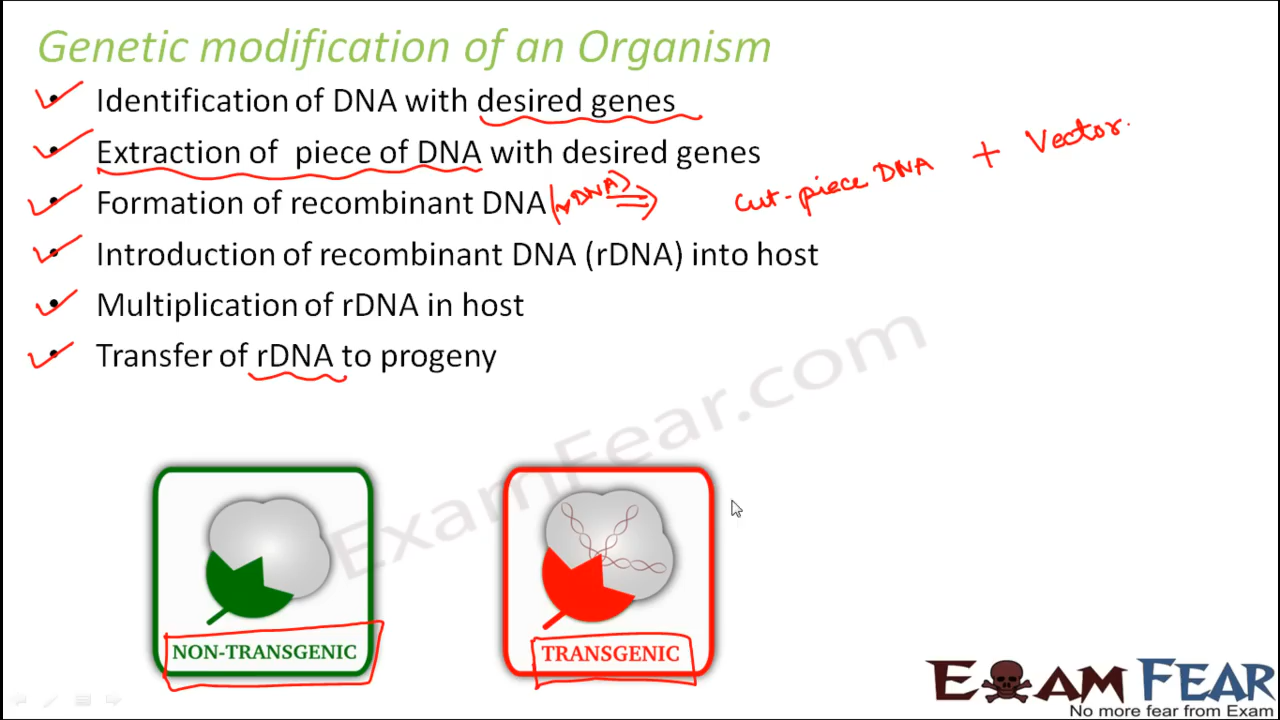 Genetic modification of an Organism
• Identification of DNA with desired genes
• Extraction of piece of DNA with desired genes
• Formation of recombinant DNA (rDNA) ⇒ cut-piece DNA + Vector.
• Introduction of recombinant DNA (rDNA) into host
• Multiplication of rDNA in host
• Transfer of rDNA to progeny
ExamFear.com
NON-TRANSGENIC
TRANSGENIC
EXAM FEAR
No more fear from Exam